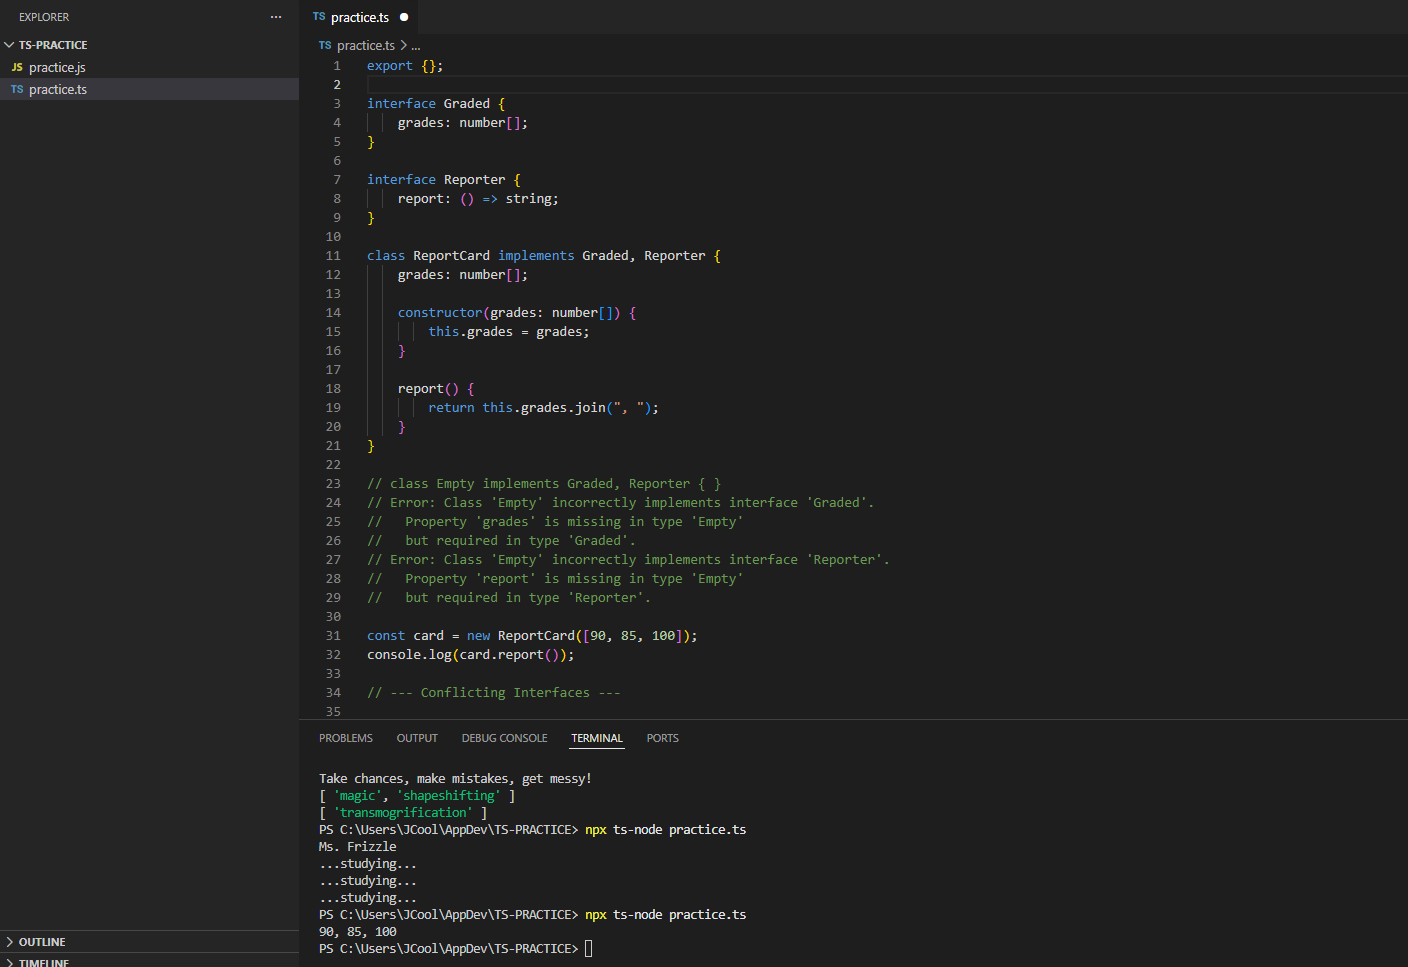 EXPLORER
TS-PRACTICE
JS practice.js
TS practice.ts
OUTLINE
TIMELINE
TS practice.ts
TS practice.ts > ...
1 export {};
2
3 interface Graded {
4 grades: number[];
5 }
6
7 interface Reporter {
8 report: () => string;
9 }
10
11 class ReportCard implements Graded, Reporter {
12 grades: number[];
13
14 constructor(grades: number[]) {
15 this.grades = grades;
16 }
17
18 report() {
19 return this.grades.join(", ");
20 }
21 }
22
23 // class Empty implements Graded, Reporter { }
24 // Error: Class 'Empty' incorrectly implements interface 'Graded'.
25 //   Property 'grades' is missing in type 'Empty'
26 //   but required in type 'Graded'.
27 // Error: Class 'Empty' incorrectly implements interface 'Reporter'.
28 //   Property 'report' is missing in type 'Empty'
29 //   but required in type 'Reporter'.
30
31 const card = new ReportCard([90, 85, 100]);
32 console.log(card.report());
33
34 // --- Conflicting Interfaces ---
35
PROBLEMS OUTPUT DEBUG CONSOLE TERMINAL PORTS
Take chances, make mistakes, get messy!
[ 'magic', 'shapeshifting' ]
[ 'transmogrification' ]
PS C:\Users\JCool\AppDev\TS-PRACTICE> npx ts-node practice.ts
Ms. Frizzle
...studying...
...studying...
...studying...
PS C:\Users\JCool\AppDev\TS-PRACTICE> npx ts-node practice.ts
90, 85, 100
PS C:\Users\JCool\AppDev\TS-PRACTICE>